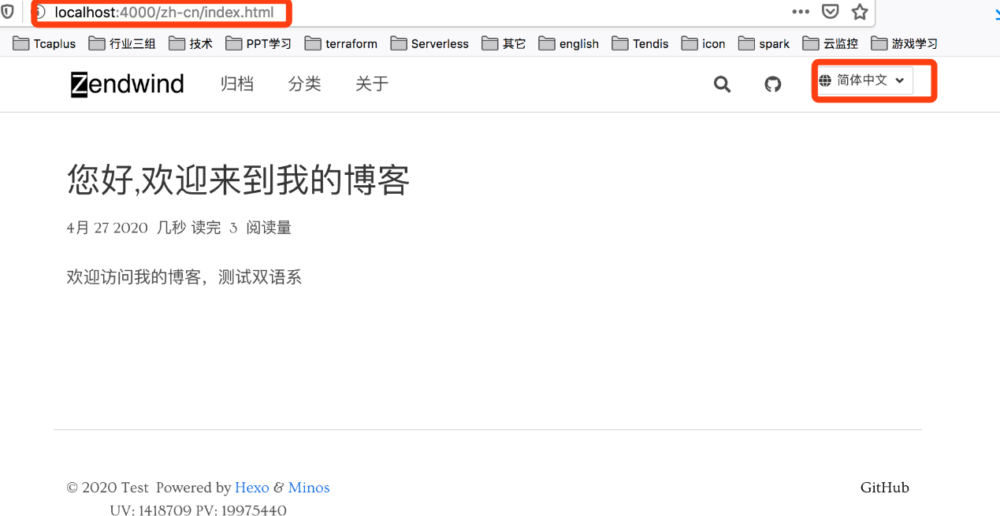 localhost:4000/zh-cn/index.html
Tcaplus 行业三组 技术 PPT学习 terraform Serverless 其它 english Tendis icon spark 云监控 游戏学习
Zendwind 归档 分类 关于 简体中文
您好,欢迎来到我的博客
4月 27 2020 几秒 读完 3 阅读量
欢迎访问我的博客，测试双语系
© 2020 Test Powered by Hexo & Minos GitHub
UV: 1418709 PV: 19975440